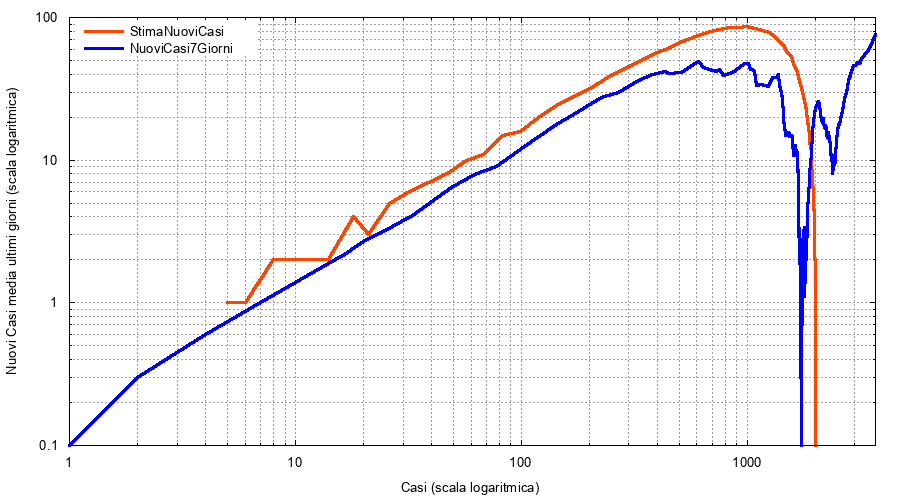 100
StimaNuoviCasi
NuoviCasi7Giorni
10
1
0.1
Nuovi Casi media ultimi giorni (scala logaritmica)
1
10
100
1000
Casi (scala logaritmica)